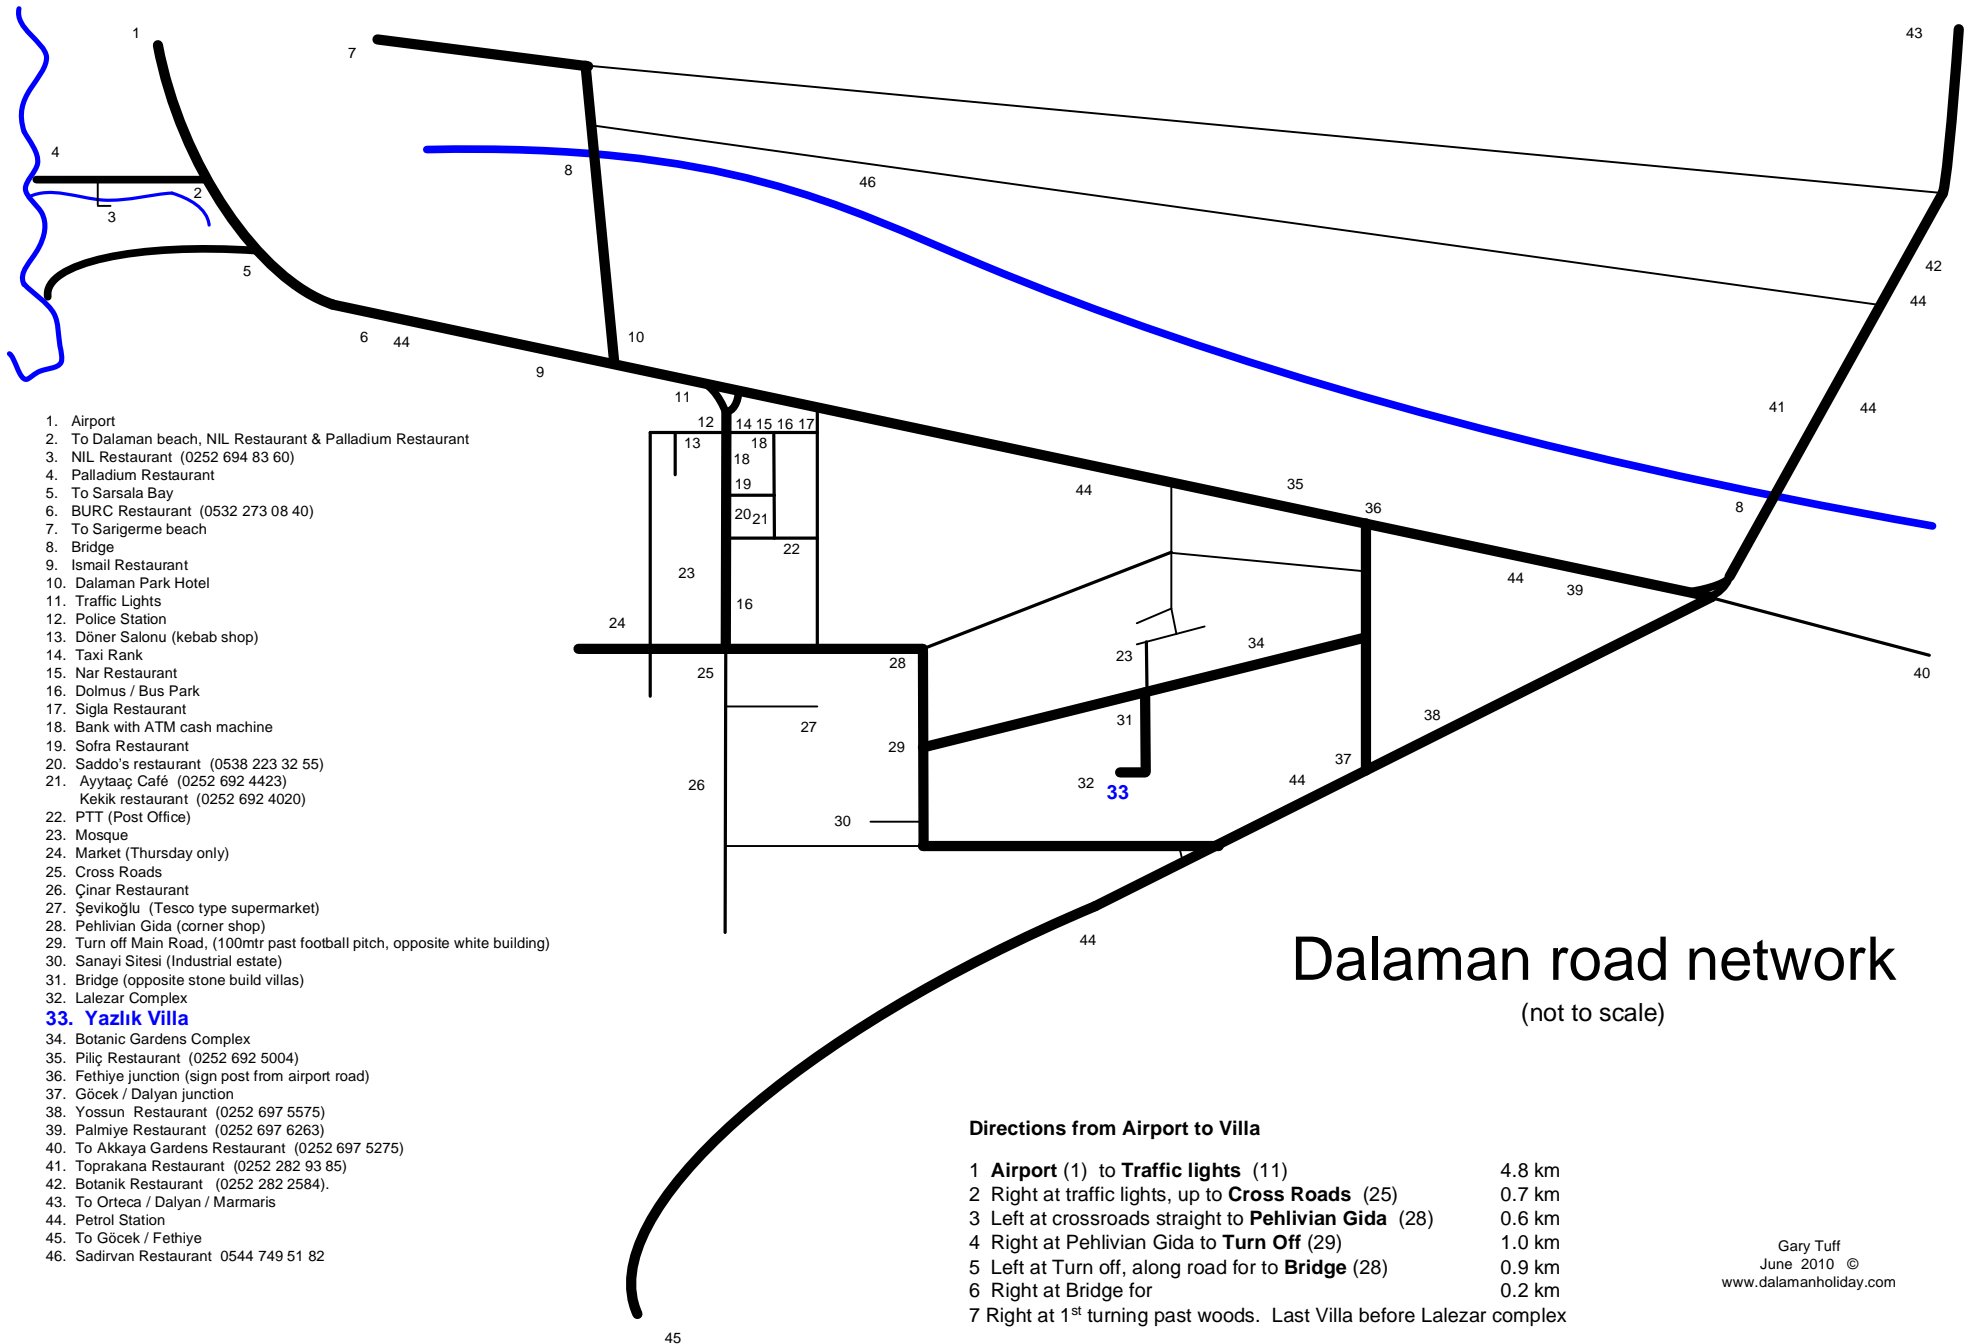 1
7
43
4
8
46
2
3
5
42
44
6
44
10
9
41
44
11
12
14 15 16 17
13
18
18
19
20
21
22
44
35
36
8
23
16
44
39
24
25
28
23
34
40
27
31
38
29
26
32
33
37
44
30
44
45
1. Airport
2. To Dalaman beach, NIL Restaurant & Palladium Restaurant
3. NIL Restaurant (0252 694 83 60)
4. Palladium Restaurant
5. To Sarsala Bay
6. BURC Restaurant (0532 273 08 40)
7. To Sarigerme beach
8. Bridge
9. Ismail Restaurant
10. Dalaman Park Hotel
11. Traffic Lights
12. Police Station
13. Döner Salonu (kebab shop)
14. Taxi Rank
15. Nar Restaurant
16. Dolmus / Bus Park
17. Sigla Restaurant
18. Bank with ATM cash machine
19. Sofra Restaurant
20. Saddo's restaurant (0538 223 32 55)
21. Ayytaaç Café (0252 692 4423)
Kekik restaurant (0252 692 4020)
22. PTT (Post Office)
23. Mosque
24. Market (Thursday only)
25. Cross Roads
26. Çinar Restaurant
27. Şevikoğlu (Tesco type supermarket)
28. Pehlivian Gida (corner shop)
29. Turn off Main Road, (100mtr past football pitch, opposite white building)
30. Sanayi Sitesi (Industrial estate)
31. Bridge (opposite stone build villas)
32. Lalezar Complex
33. Yazlık Villa
34. Botanic Gardens Complex
35. Piliç Restaurant (0252 692 5004)
36. Fethiye junction (sign post from airport road)
37. Göcek / Dalyan junction
38. Yossun Restaurant (0252 697 5575)
39. Palmiye Restaurant (0252 697 6263)
40. To Akkaya Gardens Restaurant (0252 697 5275)
41. Toprakana Restaurant (0252 282 93 85)
42. Botanik Restaurant (0252 282 2584).
43. To Orteca / Dalyan / Marmaris
44. Petrol Station
45. To Göcek / Fethiye
46. Sadirvan Restaurant 0544 749 51 82
Dalaman road network
(not to scale)
Directions from Airport to Villa
1 Airport (1) to Traffic lights (11) 4.8 km
2 Right at traffic lights, up to Cross Roads (25) 0.7 km
3 Left at crossroads straight to Pehlivian Gida (28) 0.6 km
4 Right at Pehlivian Gida to Turn Off (29) 1.0 km
5 Left at Turn off, along road for to Bridge (28) 0.9 km
6 Right at Bridge for 0.2 km
7 Right at 1st turning past woods. Last Villa before Lalezar complex
Gary Tuff
June 2010 ©
www.dalamanholiday.com